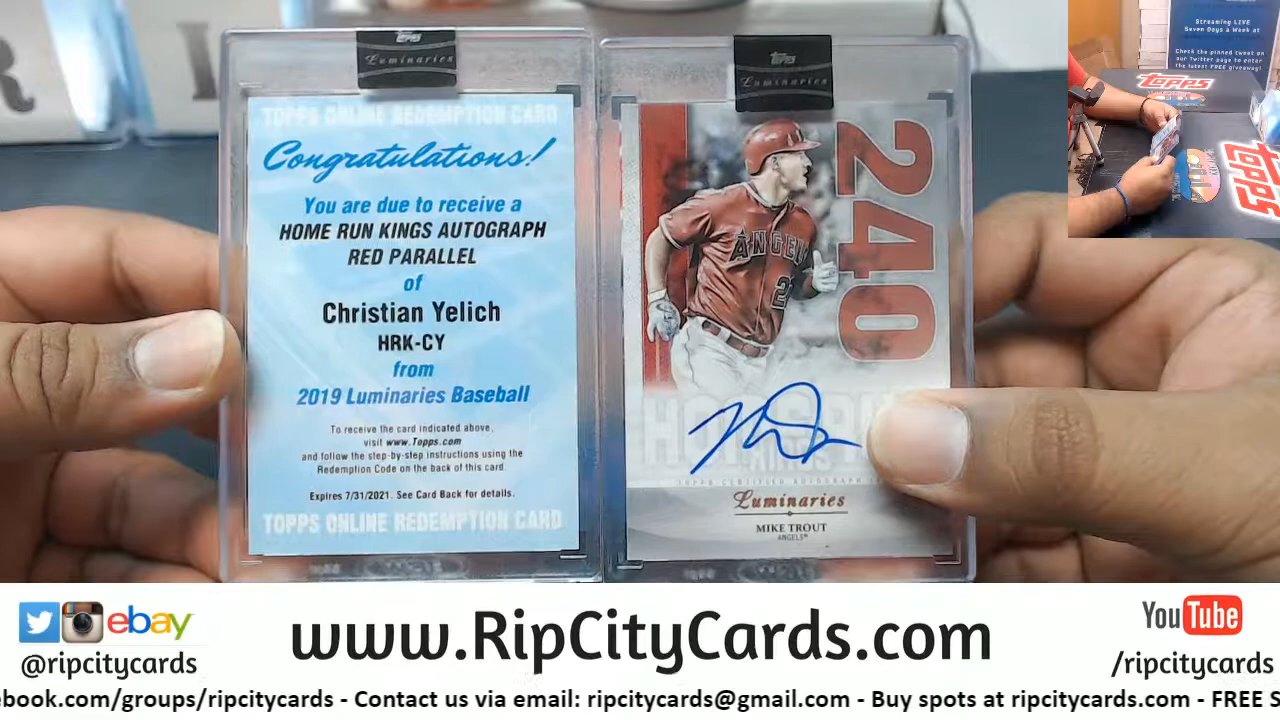 Topps
Luminaries
TOPPS ONLINE REDEMPTION CARD
Congratulations!
You are due to receive a
HOME RUN KINGS AUTOGRAPH
RED PARALLEL
of
Christian Yelich
HRK-CY
from
2019 Luminaries Baseball
To receive the card indicated above,
visit www.Topps.com
and follow the step-by-step instructions using the
Redemption Code on the back of this card
Expires 7/31/2021. See Card Back for details.
TOPPS ONLINE REDEMPTION CARD
Topps
Luminaries
240
ANGEL
2
KINGS
Luminaries
MIKE TROUT
ANGELS®
Streaming LIVE
Seven Days a Week at
Check the pinned tweet on
our Twitter page to enter
the latest FREE giveaway!
Topps
Topps
ebay
@ripcitycards
www.RipCityCards.com
YouTube
/ripcitycards
ebook.com/groups/ripcitycards - Contact us via email: ripcitycards@gmail.com - Buy spots at ripcitycards.com - FREE S